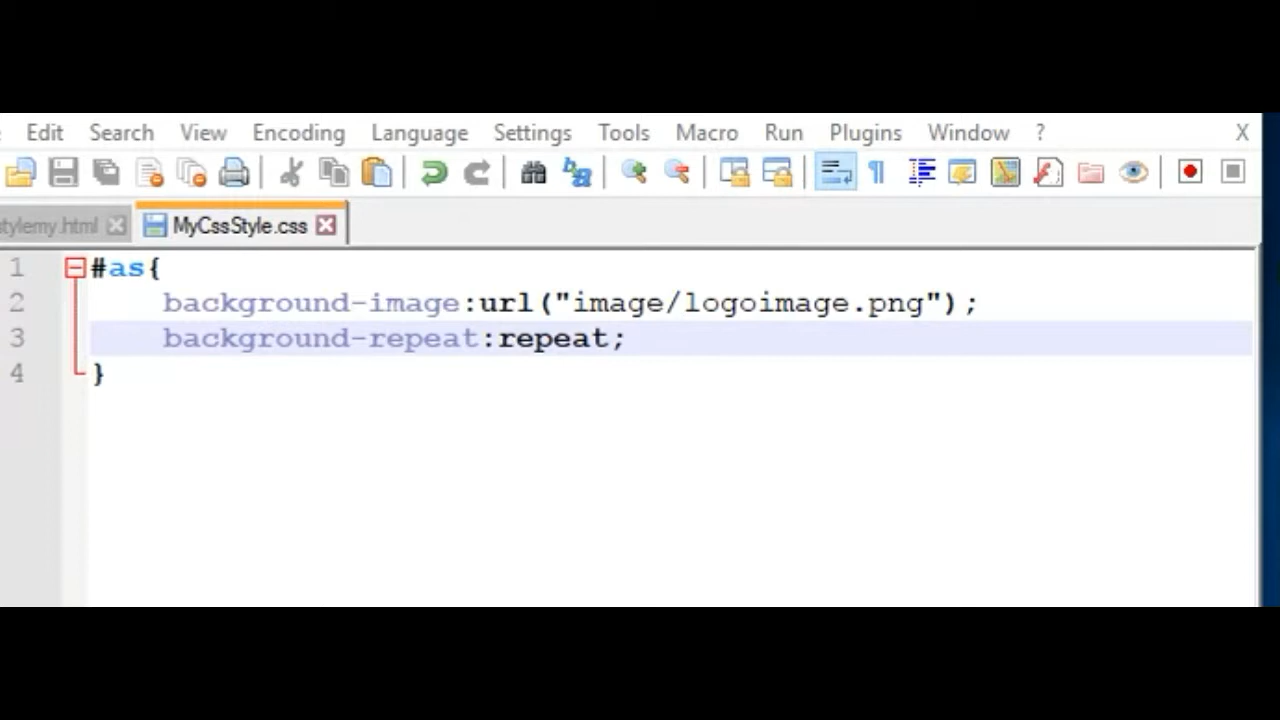 Edit Search View Encoding Language Settings Tools Macro Run Plugins Window ? X
tylemy.html MyCssStyle.css
1 #as{
2 background-image:url("image/logoimage.png");
3 background-repeat:repeat;
4 }